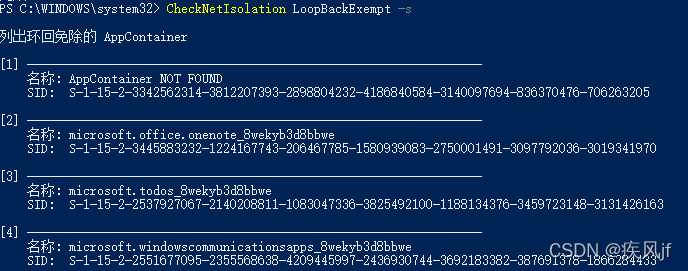 PS C:\WINDOWS\system32> CheckNetIsolation LoopBackExempt -s
列出环回免除的 AppContainer
[1] -----------------------------------------------------------------
名称: AppContainer NOT FOUND
SID:  S-1-15-2-3342562314-3812207393-2898804232-4186840584-3140097694-836370476-706263205
[2] -----------------------------------------------------------------
名称: microsoft.office.onenote_8wekyb3d8bbwe
SID:  S-1-15-2-3445883232-1224167743-206467785-1580939083-2750001491-3097792036-3019341970
[3] -----------------------------------------------------------------
名称: microsoft.todos_8wekyb3d8bbwe
SID:  S-1-15-2-2537927067-2140208811-1083047336-3825492100-1188134376-3459723148-3131426163
[4] -----------------------------------------------------------------
名称: microsoft.windowscommunicationsapps_8wekyb3d8bbwe
SID:  S-1-15-2-2551677095-2355568638-4209445997-2436930744-3692183382-387691378-1866284433
CSDN @疾风jf